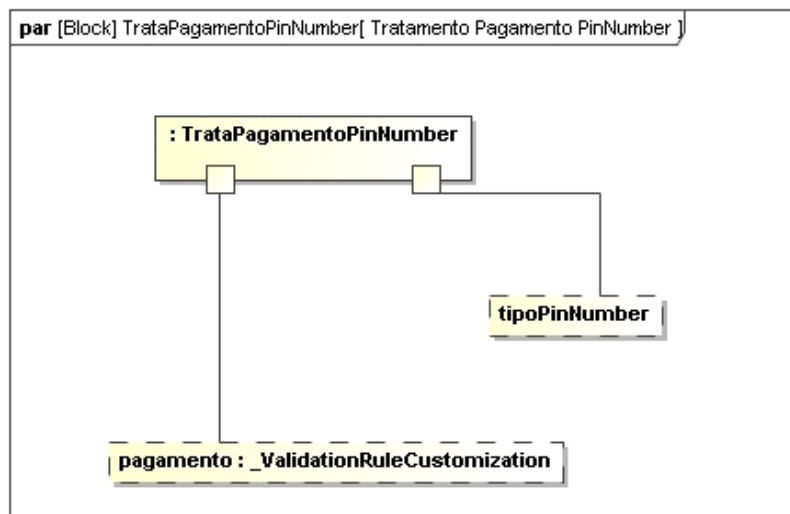 par [Block] TrataPagamentoPinNumber[ Tratamento Pagamento PinNumber ]
: TrataPagamentoPinNumber
tipoPinNumber
pagamento : _ValidationRuleCustomization